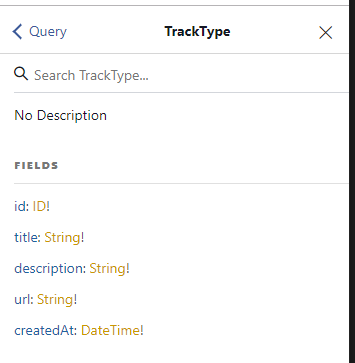 Query
TrackType
Search TrackType...
No Description
FIELDS
id: ID!
title: String!
description: String!
url: String!
createdAt: DateTime!